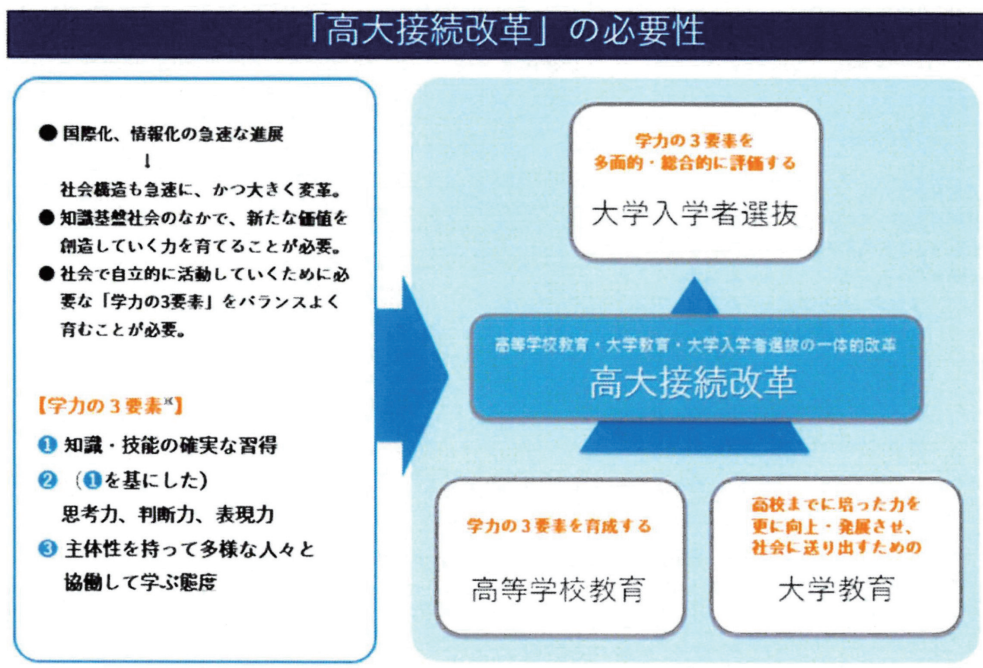 「高大接続改革」の必要性
● 国際化、情報化の急速な進展
↓
社会構造も急速に、かつ大きく変革。
● 知識基盤社会のなかで、新たな価値を
創造していく力を育てることが必要。
● 社会で自立的に活動していくために必
要な「学力の3要素」をバランスよく
育むことが必要。
【学力の3要素※】
❶ 知識・技能の確実な習得
❷ （❶を基にした）
思考力、判断力、表現力
❸ 主体性を持って多様な人々と
協働して学ぶ態度
学力の3要素を
多面的・総合的に評価する
大学入学者選抜
高等学校教育・大学教育・大学入学者選抜の一体的改革
高大接続改革
学力の3要素を育成する
高等学校教育
高校までに培った力を
更に向上・発展させ、
社会に送り出すための
大学教育